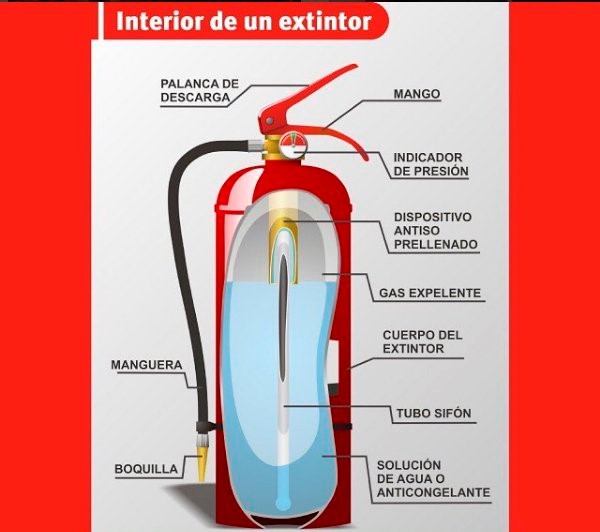 Interior de un extintor
PALANCA DE
DESCARGA
MANGO
INDICADOR
DE PRESIÓN
DISPOSITIVO
ANTISO
PRELLENADO
GAS EXPELENTE
CUERPO DEL
EXTINTOR
MANGUERA
TUBO SIFÓN
BOQUILLA
SOLUCIÓN
DE AGUA O
ANTICONGELANTE